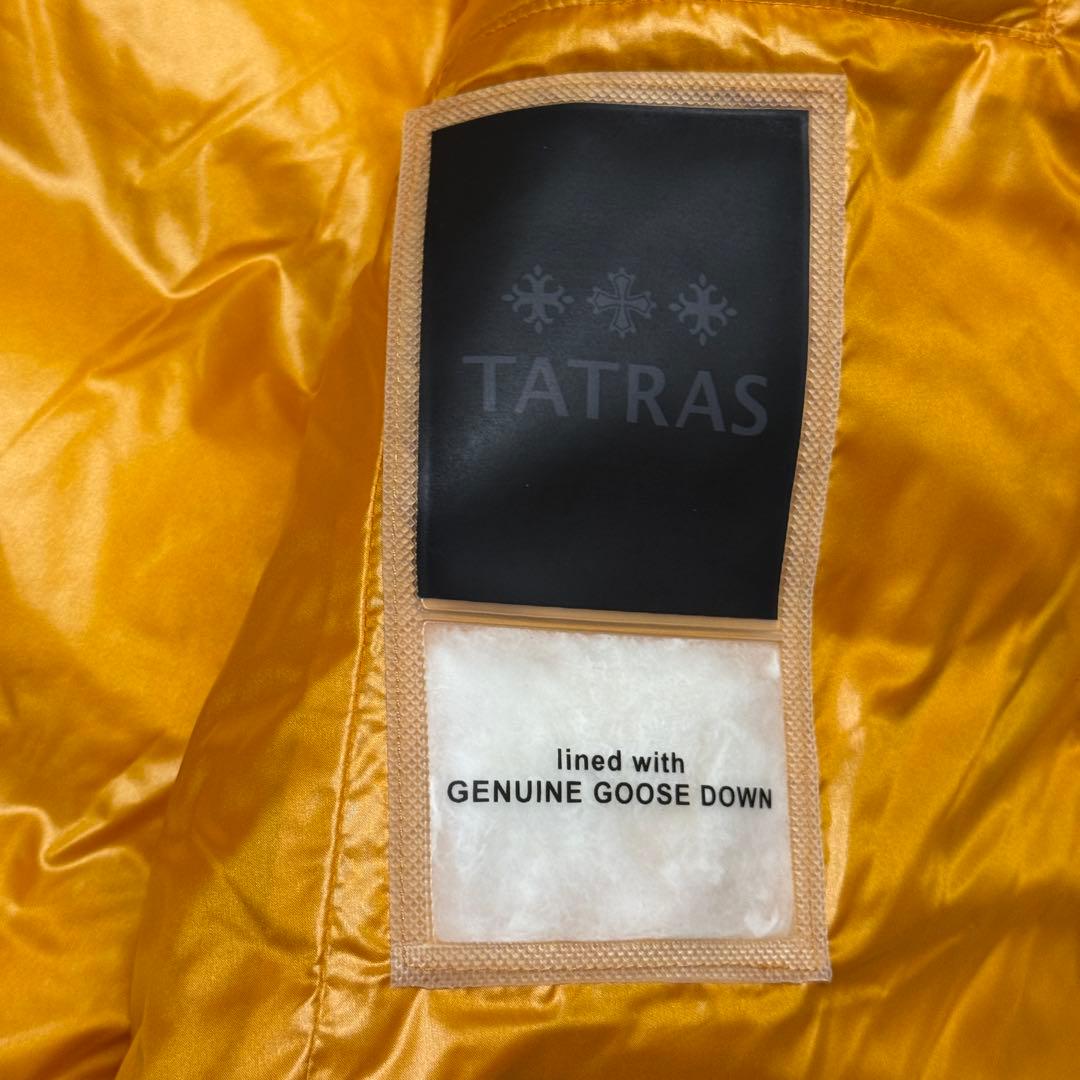 TATRAS
lined with
GENUINE GOOSE DOWN